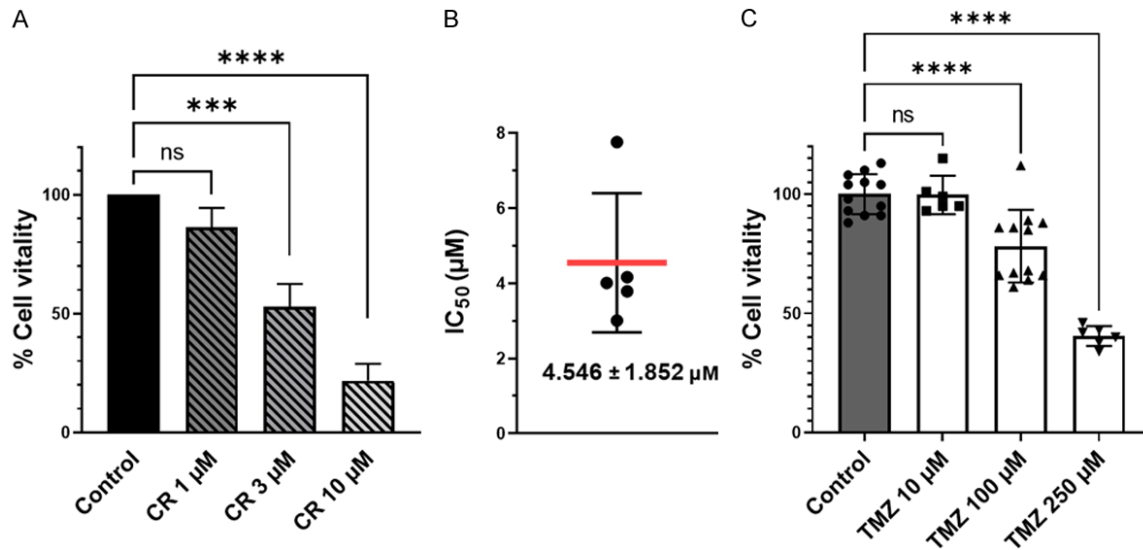 A
****
***
ns
% Cell vitality
100
50
0
Control
CR 1 µM
CR 3 µM
CR 10 µM
B
IC50 (µM)
8
6
4
2
0
4.546 ± 1.852 µM
C
****
****
ns
% Cell vitality
100
50
0
Control
TMZ 10 µM
TMZ 100 µM
TMZ 250 µM